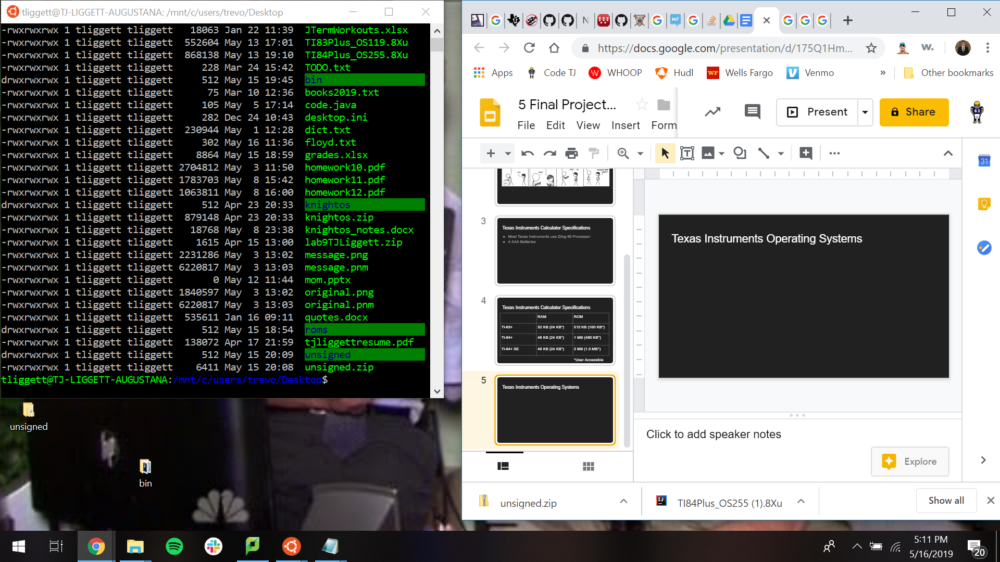 tliggett@TJ-LIGGETT-AUGUSTANA: /mnt/c/users/trevo/Desktop
-rwxrwxrwx 1 tliggett tliggett 18063 Jan 22 11:39 JTermWorkouts.xlsx
-rwxrwxrwx 1 tliggett tliggett 552604 May 13 17:01 TI83Plus_OS119.8Xu
-rwxrwxrwx 1 tliggett tliggett 868138 May 13 19:10 TI84Plus_OS255.8Xu
-rwxrwxrwx 1 tliggett tliggett 228 Mar 24 15:42 TODO.txt
drwxrwxrwx 1 tliggett tliggett 512 May 15 19:45 bin
-rwxrwxrwx 1 tliggett tliggett 75 Mar 10 12:36 books2019.txt
-rwxrwxrwx 1 tliggett tliggett 105 May 5 17:14 code.java
-rwxrwxrwx 1 tliggett tliggett 282 Dec 24 10:43 desktop.ini
-rwxrwxrwx 1 tliggett tliggett 230944 May 1 12:28 dict.txt
-rwxrwxrwx 1 tliggett tliggett 302 May 16 11:36 floyd.txt
-rwxrwxrwx 1 tliggett tliggett 8864 May 15 18:59 grades.xlsx
-rwxrwxrwx 1 tliggett tliggett 2704812 May 3 11:50 homework10.pdf
-rwxrwxrwx 1 tliggett tliggett 1783703 May 8 15:42 homework11.pdf
-rwxrwxrwx 1 tliggett tliggett 1063811 May 8 16:00 homework12.pdf
drwxrwxrwx 1 tliggett tliggett 512 Apr 23 20:33 knightos
-rwxrwxrwx 1 tliggett tliggett 879148 Apr 23 20:33 knightos.zip
-rwxrwxrwx 1 tliggett tliggett 18768 May 8 23:38 knightos_notes.docx
-rwxrwxrwx 1 tliggett tliggett 1615 Apr 15 13:00 lab9TJLiggett.zip
-rwxrwxrwx 1 tliggett tliggett 2231286 May 3 13:02 message.png
-rwxrwxrwx 1 tliggett tliggett 6220817 May 3 13:03 message.pnm
-rwxrwxrwx 1 tliggett tliggett 0 May 12 11:44 mom.pptx
-rwxrwxrwx 1 tliggett tliggett 1840597 May 3 13:02 original.png
-rwxrwxrwx 1 tliggett tliggett 6220817 May 3 13:03 original.pnm
-rwxrwxrwx 1 tliggett tliggett 535611 Jan 16 09:11 quotes.docx
drwxrwxrwx 1 tliggett tliggett 512 May 15 18:54 roms
-rwxrwxrwx 1 tliggett tliggett 138072 Apr 17 21:59 tjliggettresume.pdf
drwxrwxrwx 1 tliggett tliggett 512 May 15 20:09 unsigned
-rwxrwxrwx 1 tliggett tliggett 6411 May 15 20:08 unsigned.zip
tliggett@TJ-LIGGETT-AUGUSTANA:/mnt/c/users/trevo/Desktop$
unsigned
bin
https://docs.google.com/presentation/d/175Q1Hm...
W.
Apps Code TJ WHOOP Hudl WF Wells Fargo Venmo » Other bookmarks
5 Final Project...
File Edit View Insert Form
Present
Share
31
3
Texas Instruments Calculator Specifications
Most Texas Instruments use Zilog 80 Processor
4 AAA Batteries
4
Texas Instruments Calculator Specifications
RAM ROM
TI-83+ 32 KB (24 KB*) 512 KB (160 KB*)
TI-84+ 48 KB (24 KB*) 1 MB (480 KB*)
TI-84+ SE 48 KB (24 KB*) 2 MB (1.5 MB*)
*User Accessible
5
Texas Instruments Operating Systems
Texas Instruments Operating Systems
Click to add speaker notes
Explore
unsigned.zip
TI84Plus_OS255 (1).8Xu
Show all
5:11 PM
5/16/2019
20